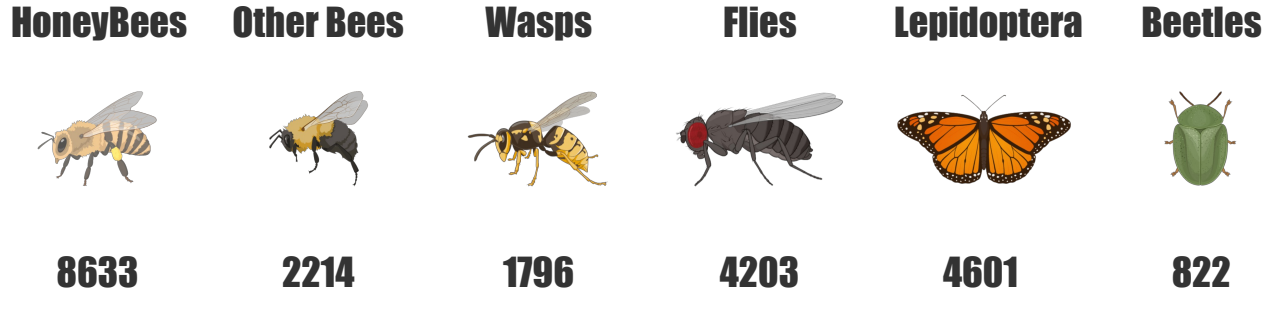 HoneyBees Other Bees Wasps Flies Lepidoptera Beetles
8633 2214 1796 4203 4601 822